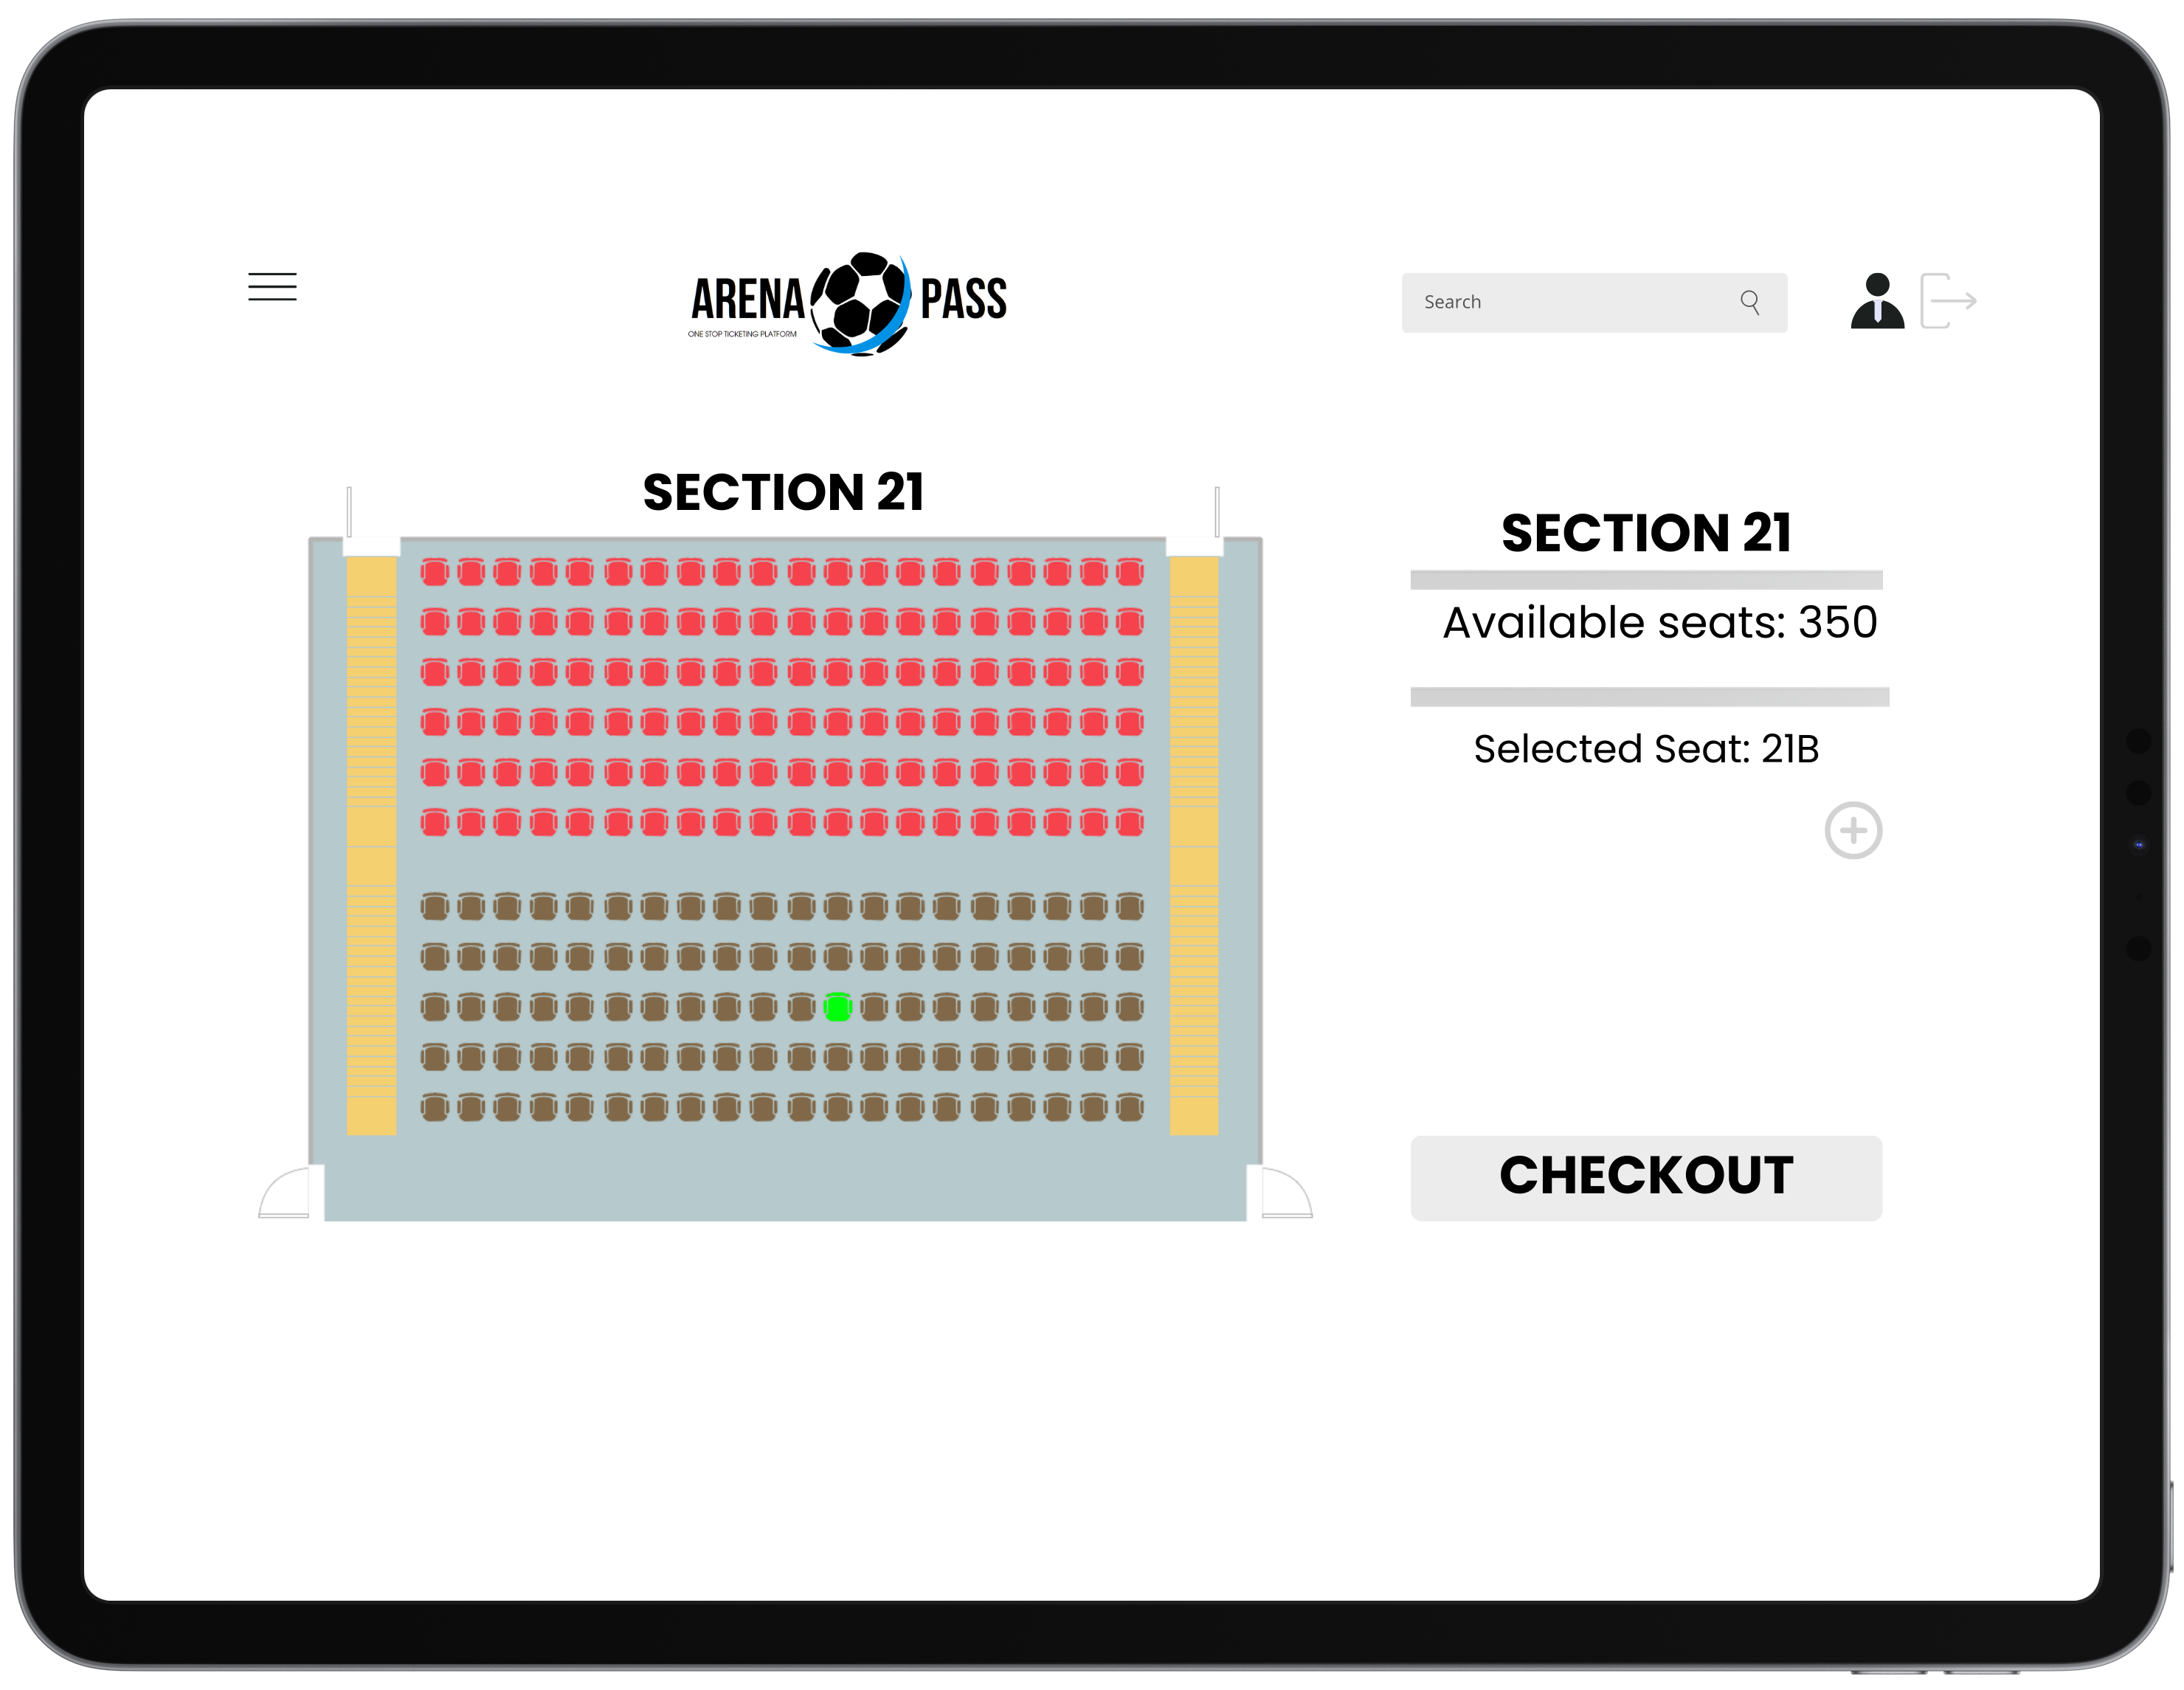 ARENA PASS
ONE STOP TICKETING PLATFORM
Search
SECTION 21
SECTION 21
Available seats: 350
Selected Seat: 21B
CHECKOUT